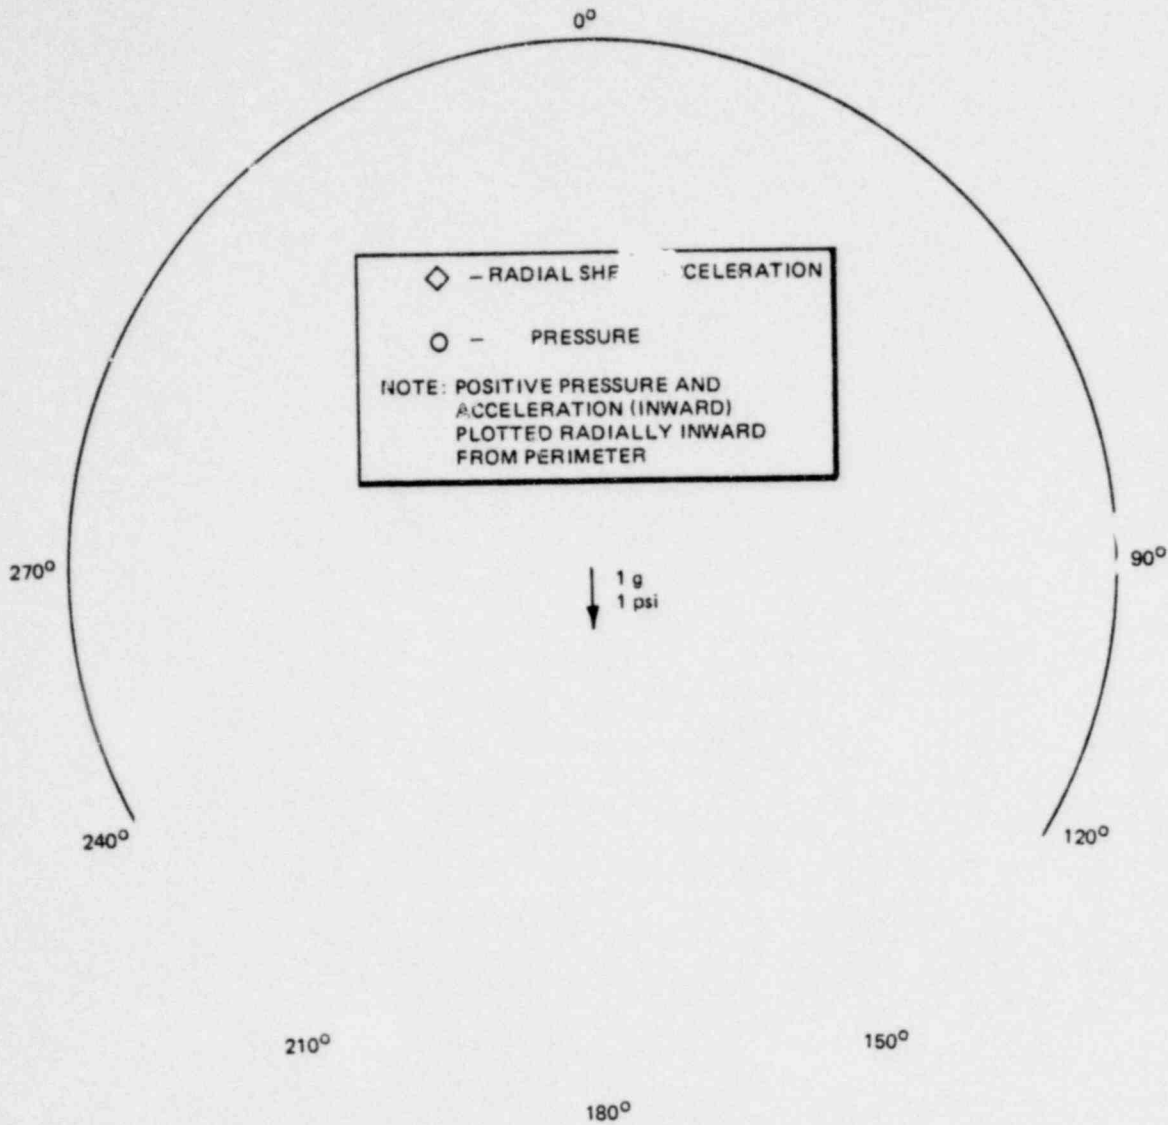 0°
◇ – RADIAL SHE CELERATION
○ – PRESSURE
NOTE: POSITIVE PRESSURE AND
ACCELERATION (INWARD)
PLOTTED RADIALLY INWARD
FROM PERIMETER
270°
1 g
1 psi
90°
240°
120°
210°
150°
180°